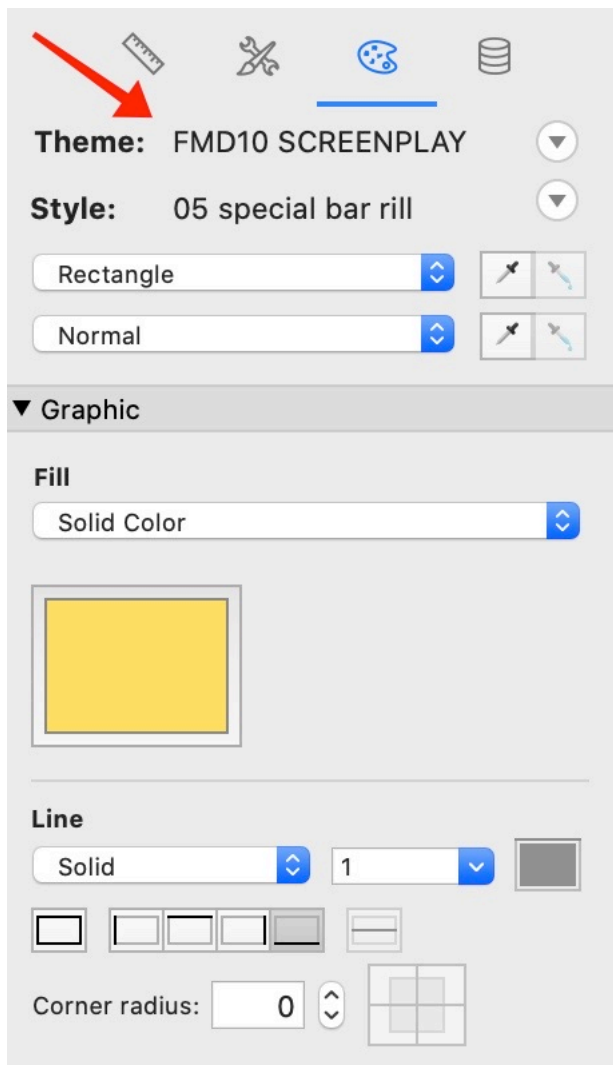 Theme: FMD10 SCREENPLAY
Style: 05 special bar rill
Rectangle
Normal
Graphic
Fill
Solid Color
Line
Solid 1
Corner radius: 0